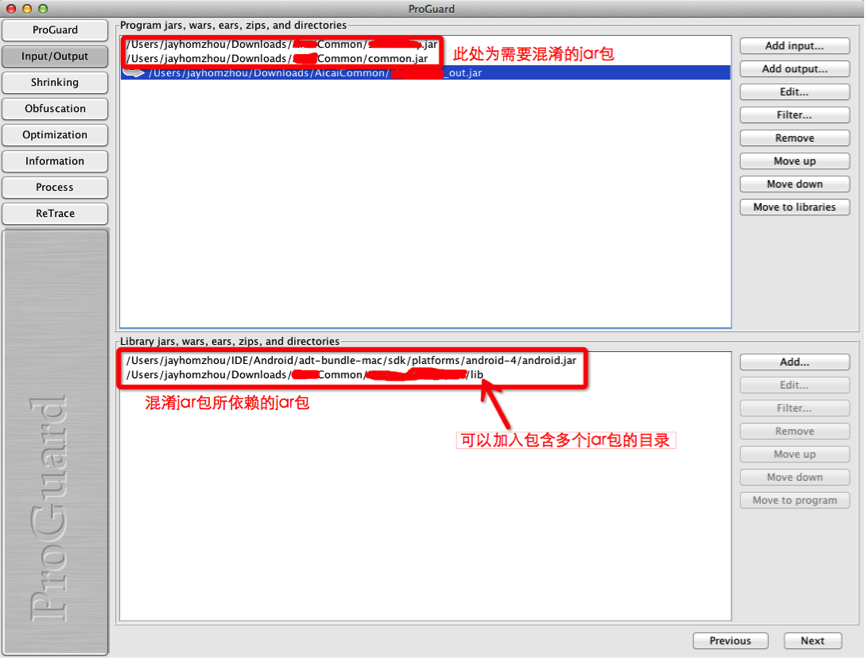 ProGuard
ProGuard
Input/Output
Shrinking
Obfuscation
Optimization
Information
Process
ReTrace
ProGuard
Program jars, wars, ears, zips, and directories
/Users/jayhomzhou/Downloads/ Common/ .jar
/Users/jayhomzhou/Downloads/ Common/common.jar
/Users/jayhomzhou/Downloads/AicaiCommon/ _out.jar
此处为需要混淆的jar包
Add input...
Add output...
Edit...
Filter...
Remove
Move up
Move down
Move to libraries
Library jars, wars, ears, zips, and directories
/Users/jayhomzhou/IDE/Android/adt-bundle-mac/sdk/platforms/android-4/android.jar
/Users/jayhomzhou/Downloads/ Common/ /lib
混淆jar包所依赖的jar包
可以加入包含多个jar包的目录
Add...
Edit...
Filter...
Remove
Move up
Move down
Move to program
Previous
Next